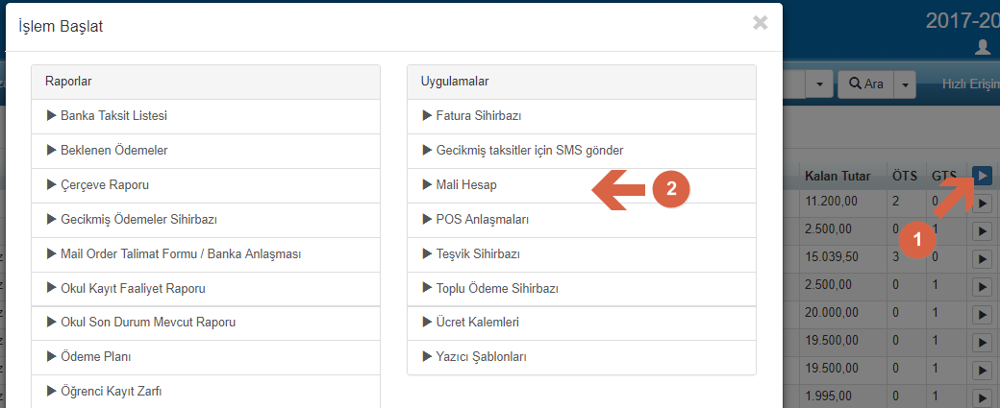 İşlem Başlat
2017-20
Raporlar
Banka Taksit Listesi
Beklenen Ödemeler
Çerçeve Raporu
Gecikmiş Ödemeler Sihirbazı
Mail Order Talimat Formu / Banka Anlaşması
Okul Kayıt Faaliyet Raporu
Okul Son Durum Mevcut Raporu
Ödeme Planı
Öğrenci Kayıt Zarfı
Uygulamalar
Fatura Sihirbazı
Gecikmiş taksitler için SMS gönder
Mali Hesap
POS Anlaşmaları
Teşvik Sihirbazı
Toplu Ödeme Sihirbazı
Ücret Kalemleri
Yazıcı Şablonları
2
Ara
Hızlı Erişim
Kalan Tutar ÖTS GTS
11.200,00 2 0
2.500,00 0 1
15.039,50 3 0
2.500,00 0 1
20.000,00 0 1
19.500,00 0 1
19.500,00 0 1
1.995,00 0 1
1